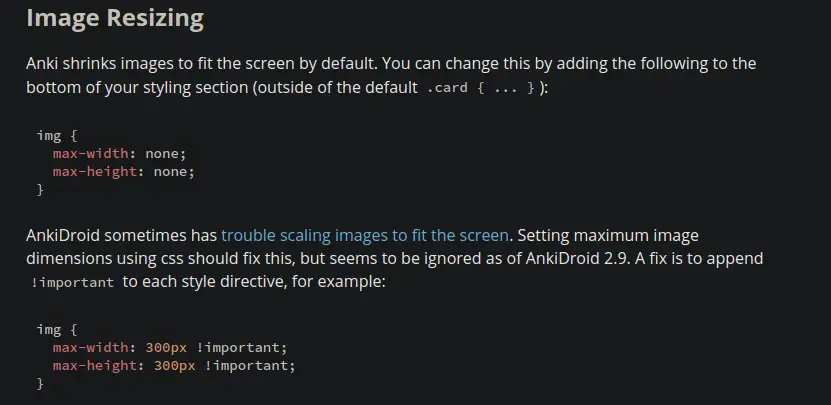 Image Resizing
Anki shrinks images to fit the screen by default. You can change this by adding the following to the
bottom of your styling section (outside of the default .card { ... } ):
img {
  max-width: none;
  max-height: none;
}
AnkiDroid sometimes has trouble scaling images to fit the screen. Setting maximum image
dimensions using css should fix this, but seems to be ignored as of AnkiDroid 2.9. A fix is to append
!important to each style directive, for example:
img {
  max-width: 300px !important;
  max-height: 300px !important;
}